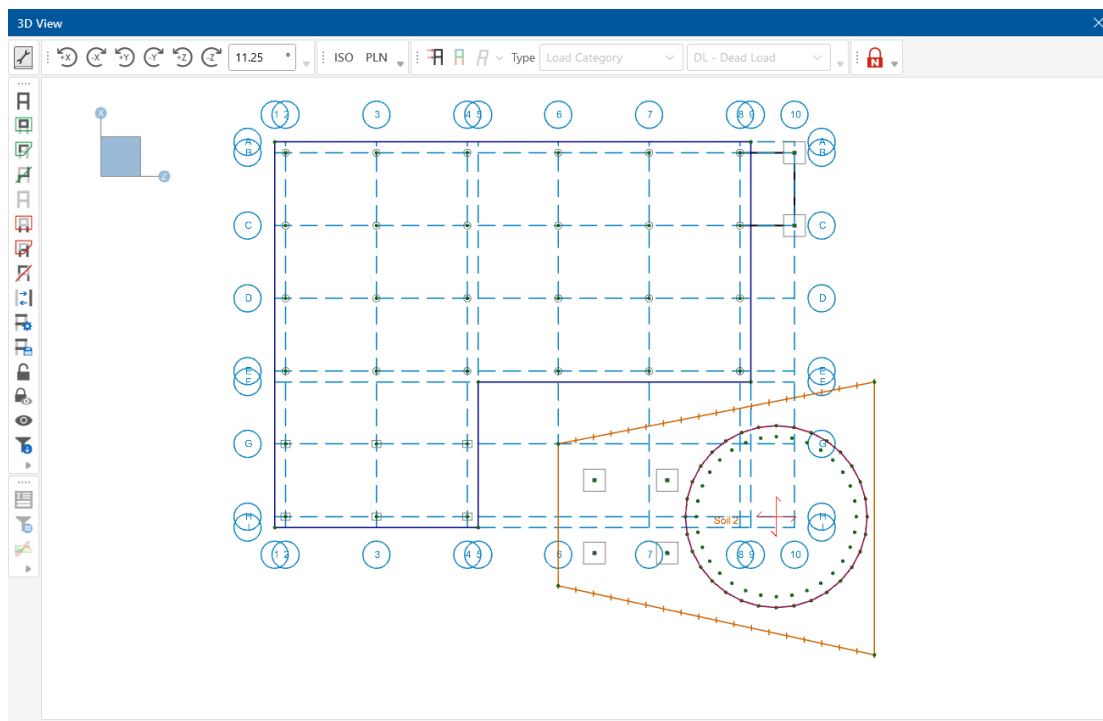 3D View
+X -X +Y -Y +Z -Z 11.25 ° ISO PLN Type Load Category DL - Dead Load N
X
Z
1 2 3 4 5 6 7 8 9 10
A A
B B
C C
D D
E E
F F
G G
H Soil 2 H
I I
1 2 3 4 5 6 7 8 9 10